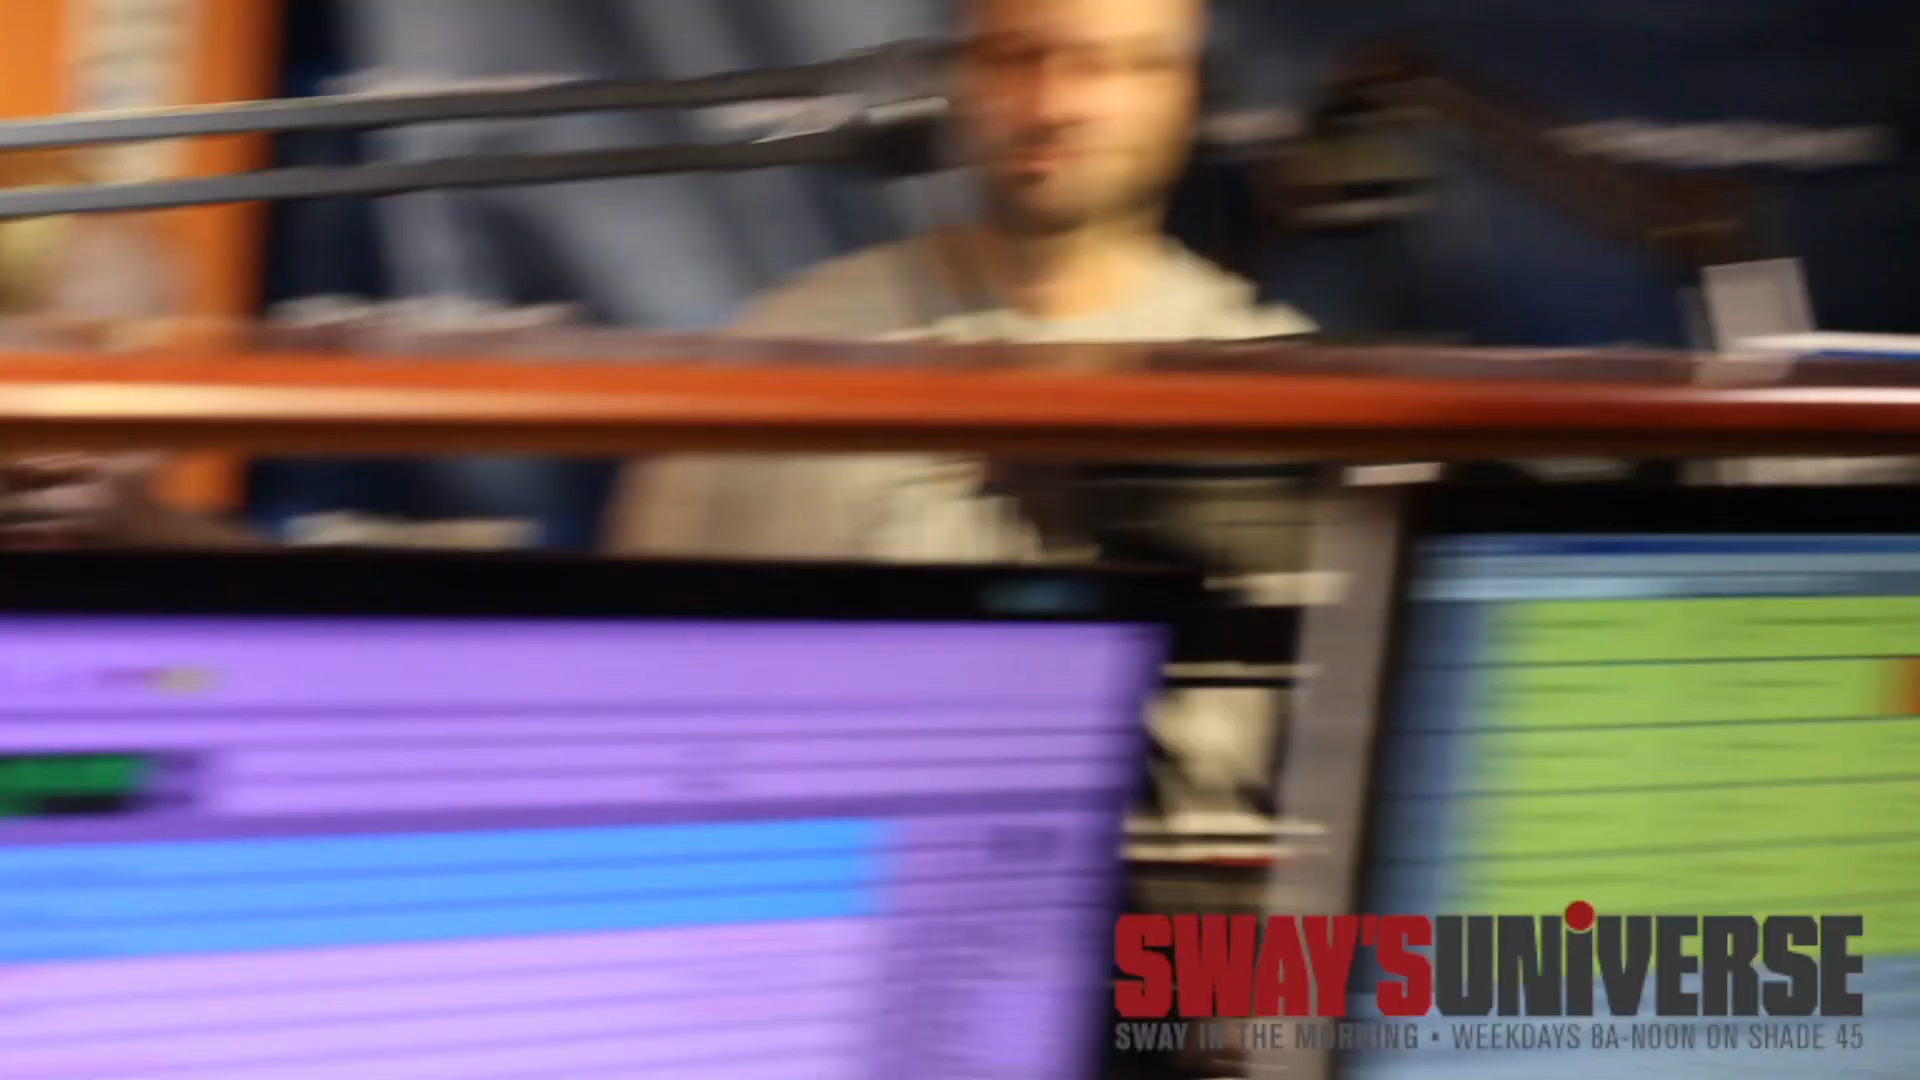 SWAY'SUNiVERSE
SWAY IN THE MORNING • WEEKDAYS 8A-NOON ON SHADE 45